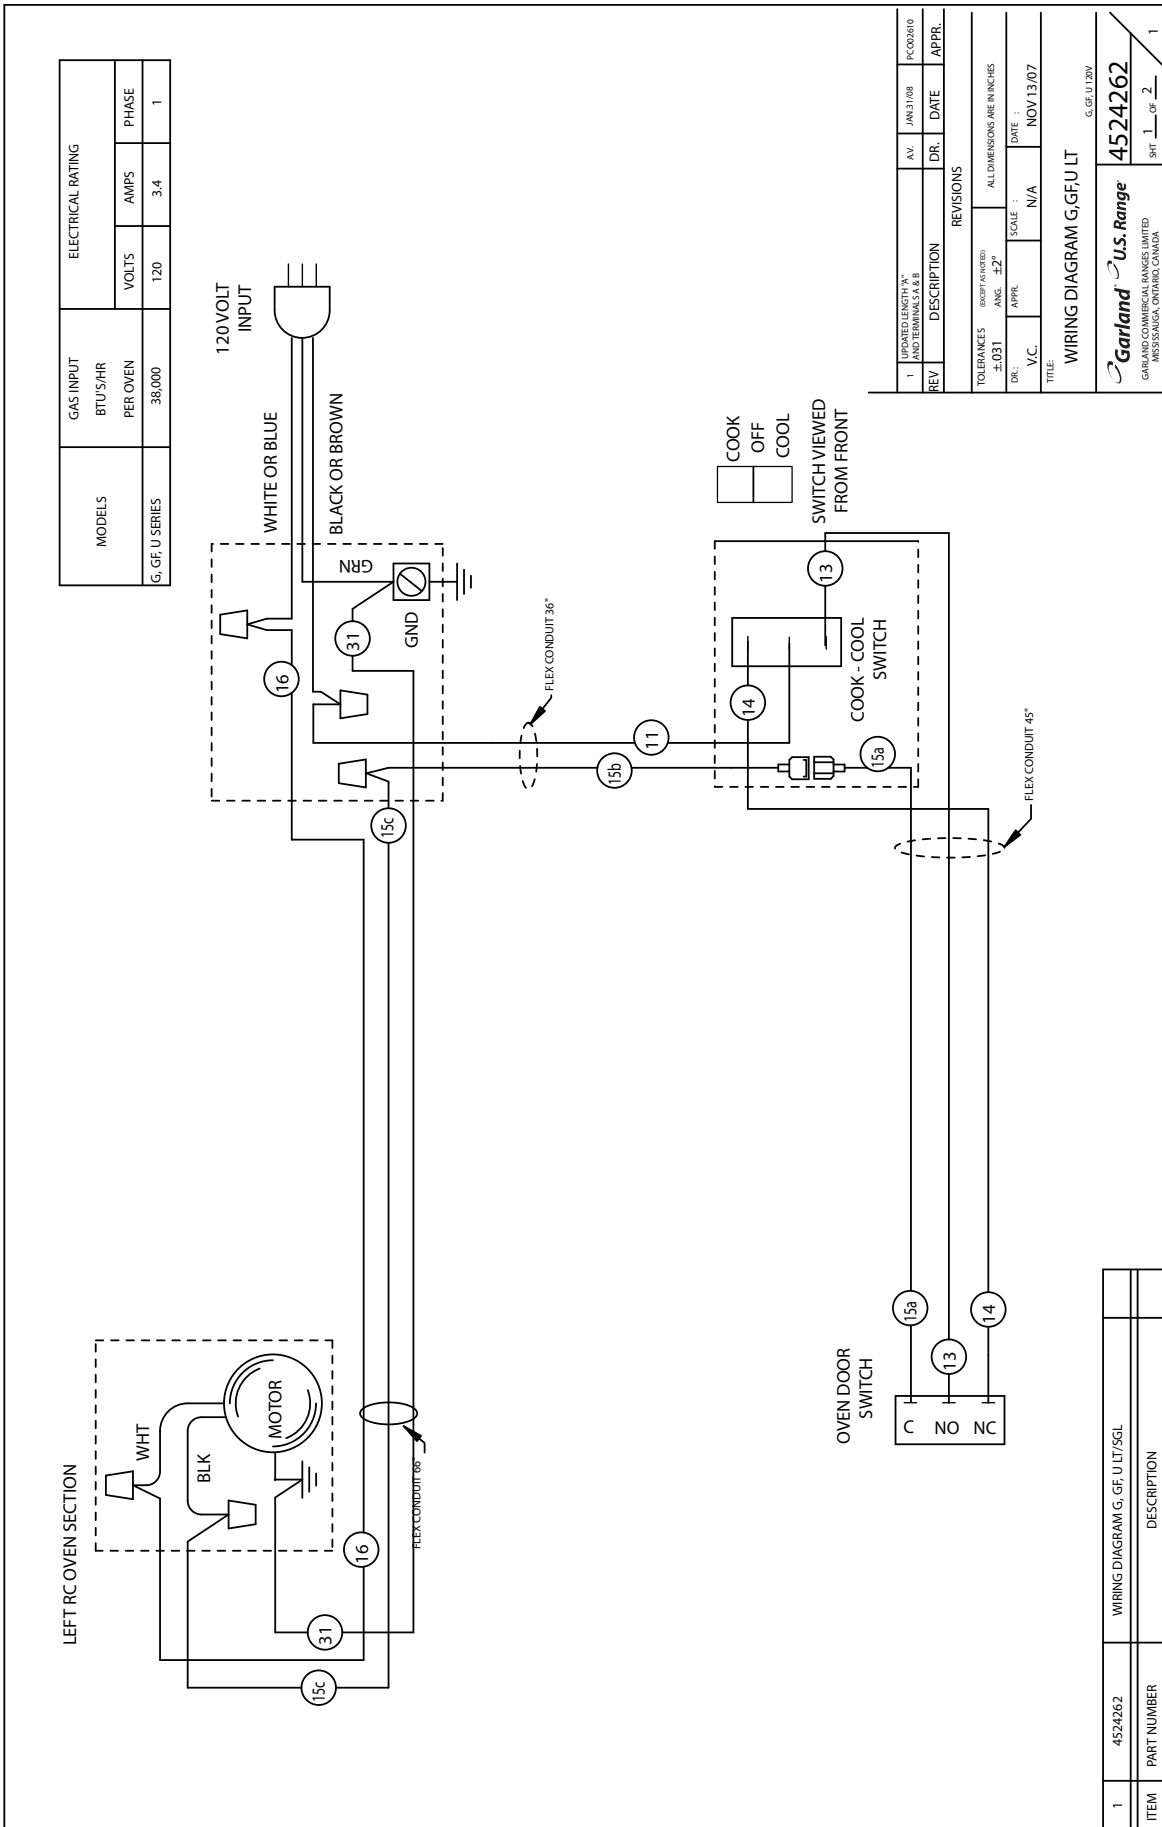 MODELS
GAS INPUT
BTU'S/HR
PER OVEN
ELECTRICAL RATING
VOLTS
AMPS
PHASE
G, GF, U SERIES
38,000
120
3.4
1
LEFT RC OVEN SECTION
WHT
BLK
MOTOR
16
31
15c
FLEX CONDUIT 66"
120 VOLT
INPUT
WHITE OR BLUE
BLACK OR BROWN
GRN
GND
16
31
15c
FLEX CONDUIT 36"
11
15b
COOK
OFF
COOL
SWITCH VIEWED
FROM FRONT
13
14
COOK - COOL
SWITCH
15a
FLEX CONDUIT 45"
OVEN DOOR
SWITCH
15a
13
14
C
NO
NC
1
UPDATED LENGTH "A"
AND TERMINALS A & B
A.V.
JAN 31/08
PCO02610
REV
DESCRIPTION
DR.
DATE
APPR.
REVISIONS
TOLERANCES
(EXCEPT AS NOTED)
±.031
ANG. ±2°
ALL DIMENSIONS ARE IN INCHES
DR.:
V.C.
APPR.
SCALE :
N/A
DATE :
NOV 13/07
TITLE:
WIRING DIAGRAM G,GF,U LT
G, GF, U 120V
Garland U.S. Range
GARLAND COMMERCIAL RANGES LIMITED
MISSISSAUGA, ONTARIO, CANADA
4524262
SHT 1 OF 2
1
1
4524262
WIRING DIAGRAM G, GF, U LT/SGL
ITEM
PART NUMBER
DESCRIPTION